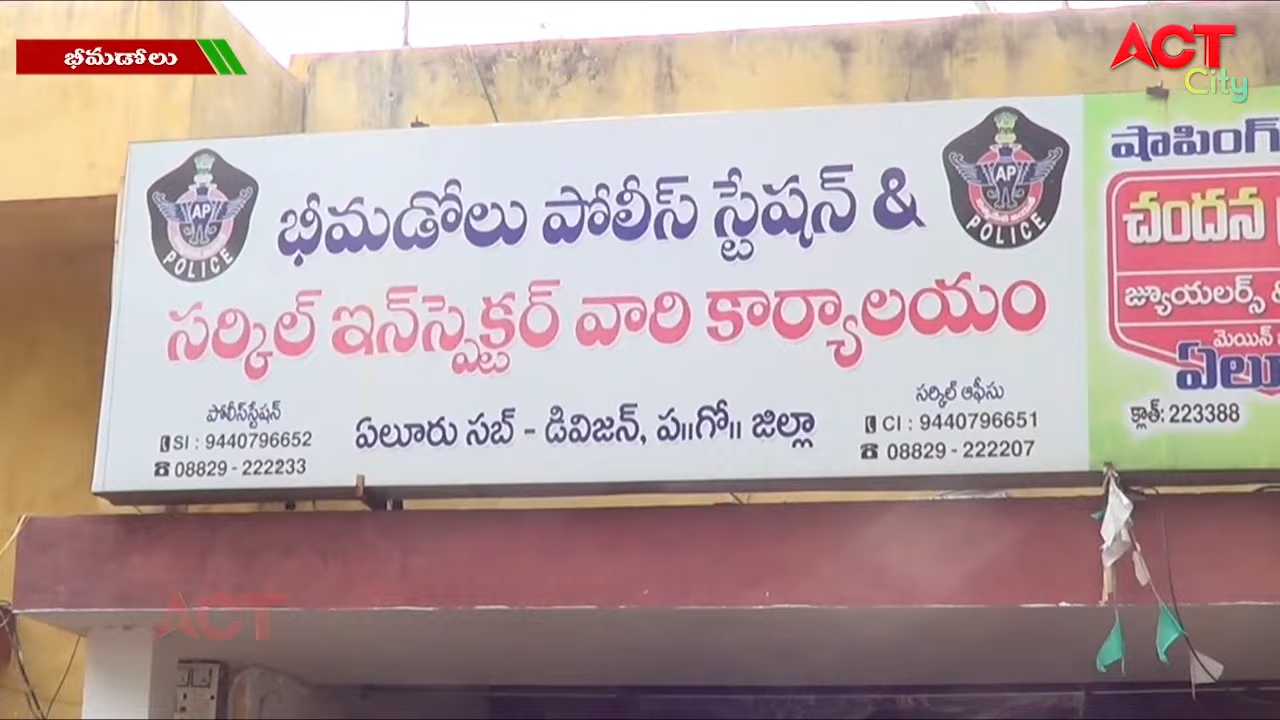 భీమడోలు
ACT
City
AP
POLICE
భీమడోలు పోలీస్ స్టేషన్ &
సర్కిల్ ఇన్‌స్పెక్టర్ వారి కార్యాలయం
పోలీస్‌స్టేషన్
SI : 9440796652
08829 - 222233
ఏలూరు సబ్ - డివిజన్, ప॥గో॥ జిల్లా
సర్కిల్ ఆఫీసు
CI : 9440796651
08829 - 222207
AP
POLICE
షాపింగ్
చందన
జ్యూయలర్స్ &
మెయిన్
క్లాత్: 223388
ACT